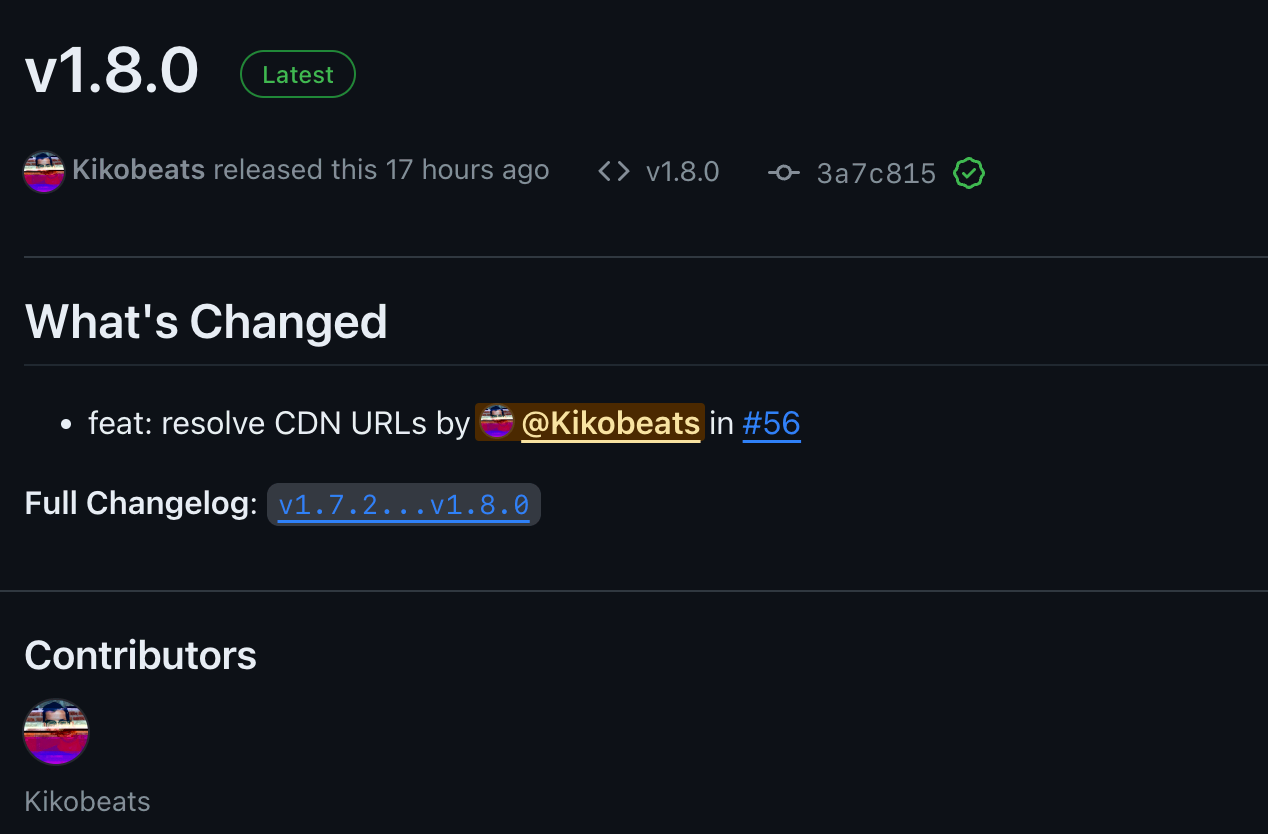 v1.8.0 Latest
Kikobeats released this 17 hours ago v1.8.0 3a7c815
What's Changed
• feat: resolve CDN URLs by @Kikobeats in #56
Full Changelog: v1.7.2...v1.8.0
Contributors
Kikobeats